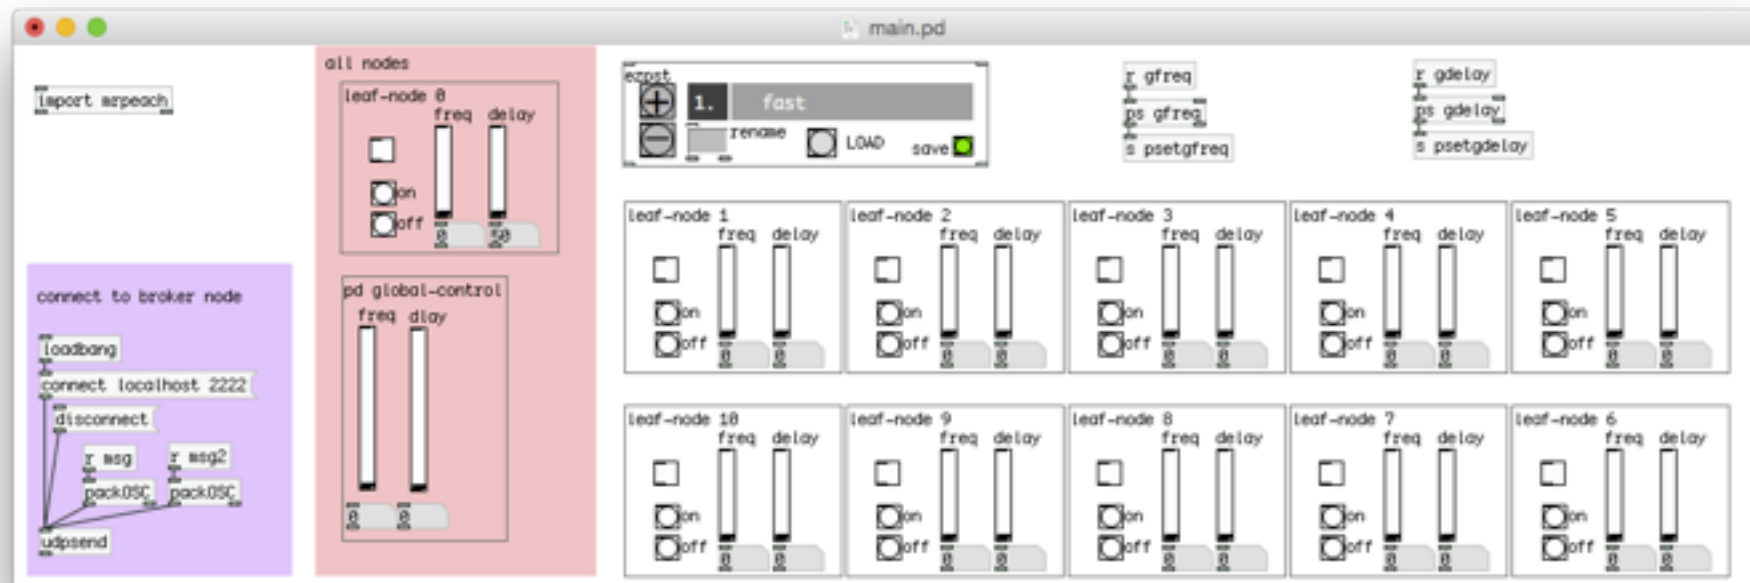 main.pd
import mrpeach
connect to broker node
loadbang
connect localhost 2222
disconnect
r msg
r msg2
packOSC
packOSC
udpsend
all nodes
leaf-node 0
freq delay
on
off
0 50
pd global-control
freq dlay
0 0
ezpst
1. fast
rename
LOAD
save
r gfreq
ps gfreq
s psetgfreq
r gdelay
ps gdelay
s psetgdelay
leaf-node 1
freq delay
on
off
0 0
leaf-node 2
freq delay
on
off
0 0
leaf-node 3
freq delay
on
off
0 0
leaf-node 4
freq delay
on
off
0 0
leaf-node 5
freq delay
on
off
0 0
leaf-node 10
freq delay
on
off
0 0
leaf-node 9
freq delay
on
off
0 0
leaf-node 8
freq delay
on
off
0 0
leaf-node 7
freq delay
on
off
0 0
leaf-node 6
freq delay
on
off
0 0